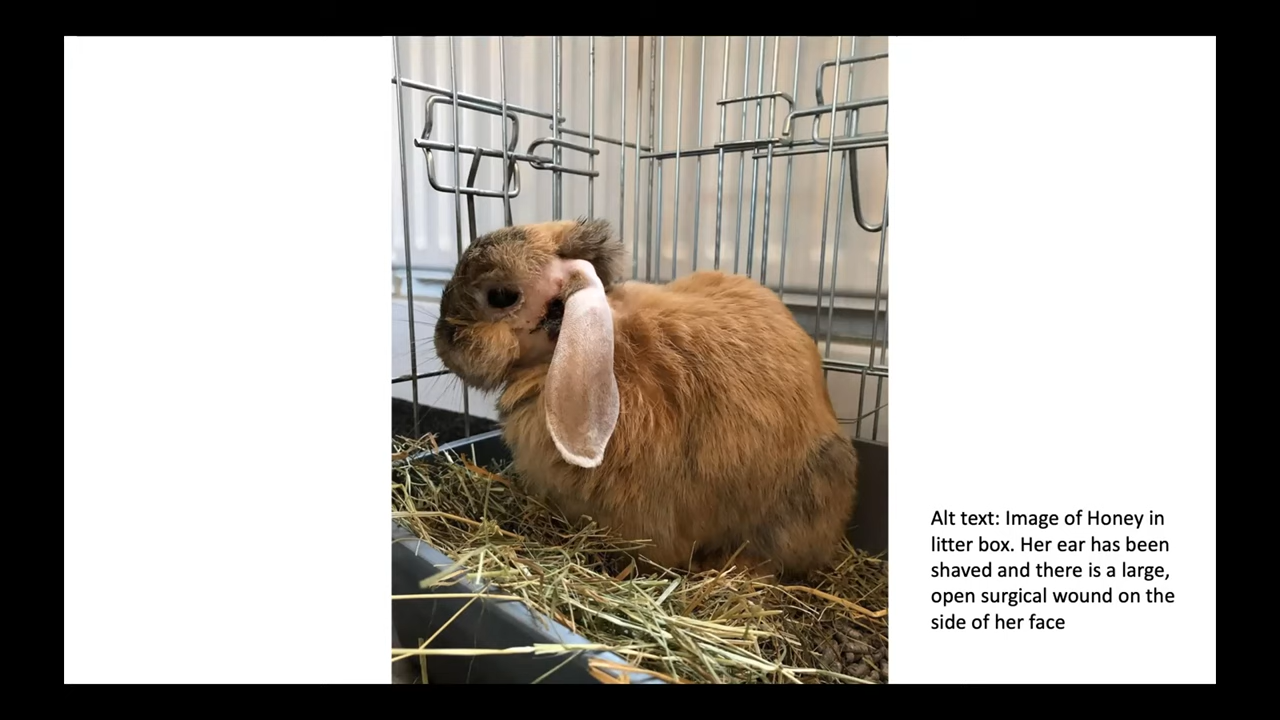 Alt text: Image of Honey in
litter box. Her ear has been
shaved and there is a large,
open surgical wound on the
side of her face